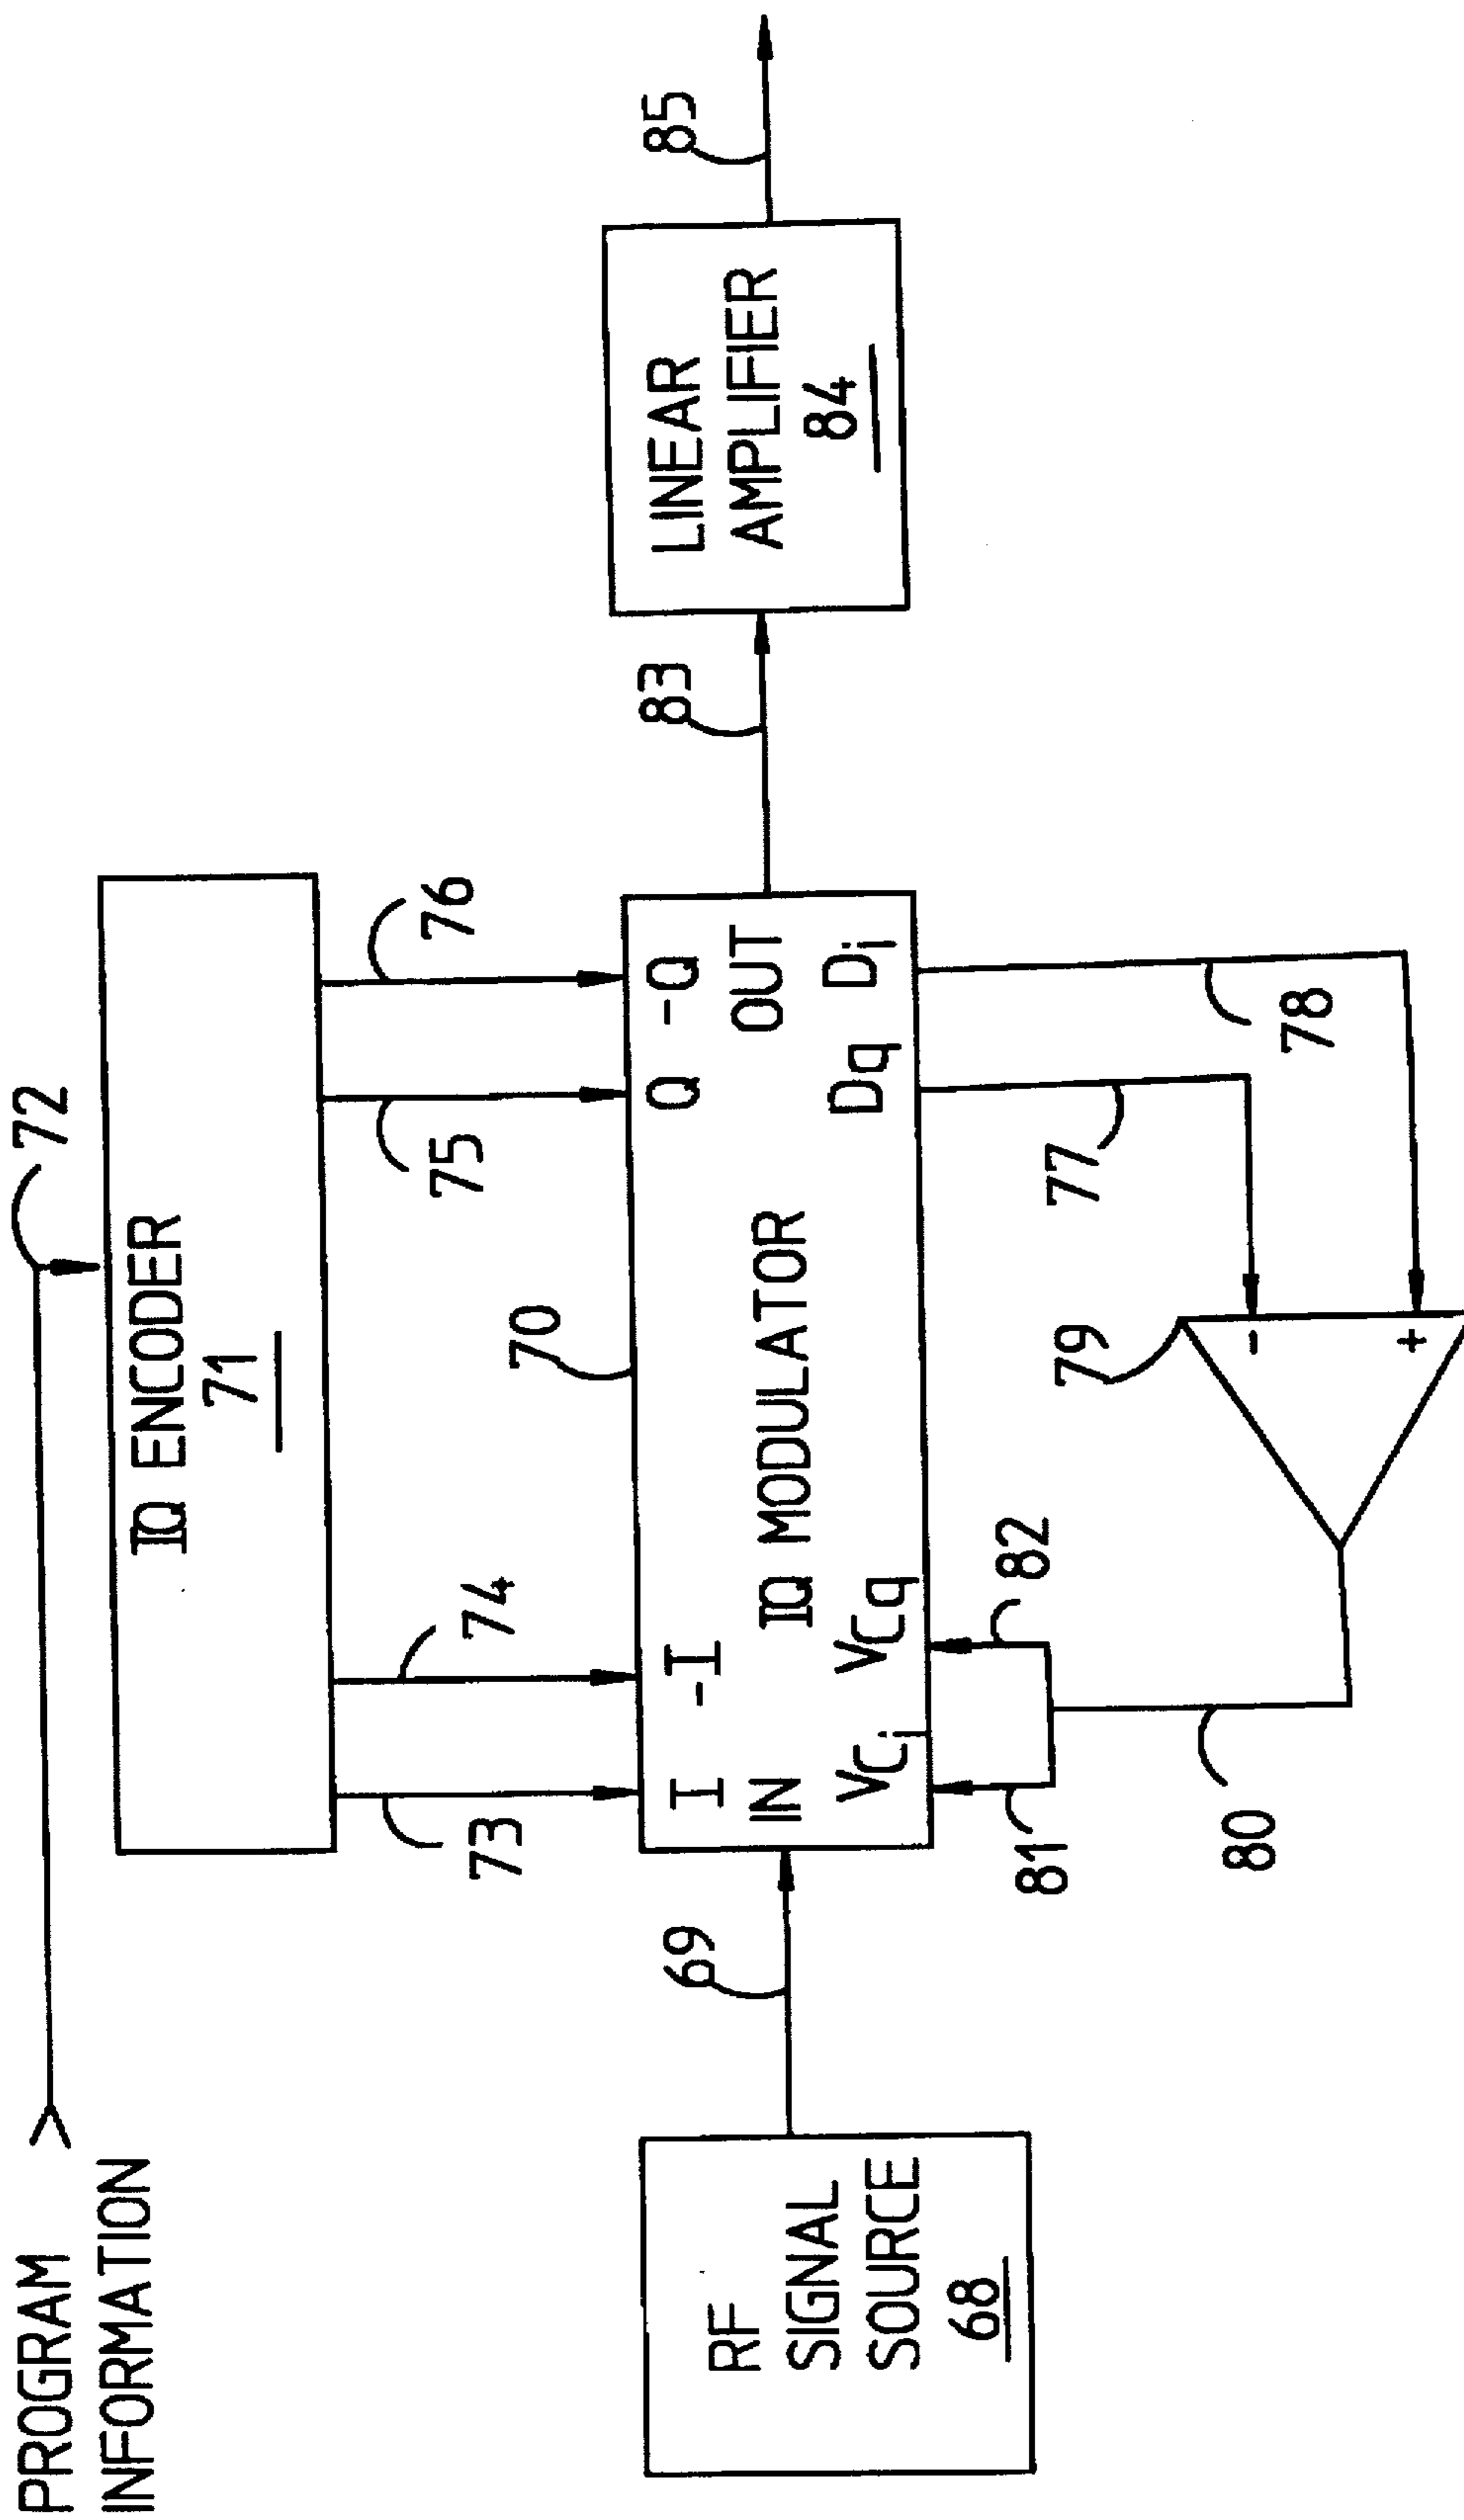 PROGRAM
INFORMATION
72
IQ ENCODER
71
73
74
75
76
70
I -I
Q -Q
IN
IQ MODULATOR
OUT
VCi
VCq
Dq
Di
RF
SIGNAL
SOURCE
68
69
83
LINEAR
AMPLIFIER
84
85
81
82
80
79
-
+
77
78